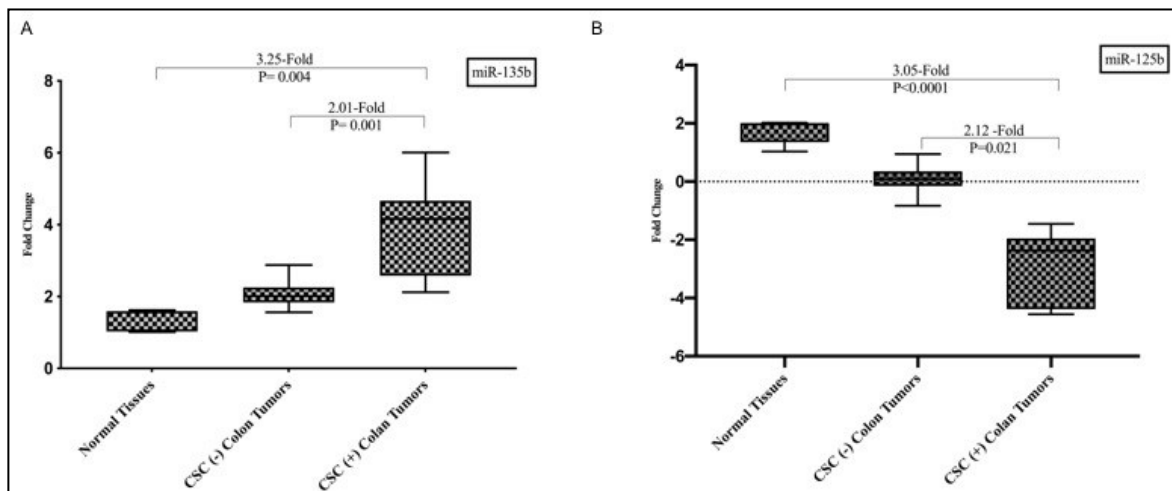 A
3.25-Fold
P= 0.004
miR-135b
2.01-Fold
P= 0.001
8
6
4
2
0
Fold Change
Normal Tissues
CSC (-) Colon Tumors
CSC (+) Colan Tumors
B
miR-125b
3.05-Fold
P<0.0001
2.12 -Fold
P=0.021
4
2
0
-2
-4
-6
Fold Change
Normal Tissues
CSC (-) Colon Tumors
CSC (+) Colan Tumors